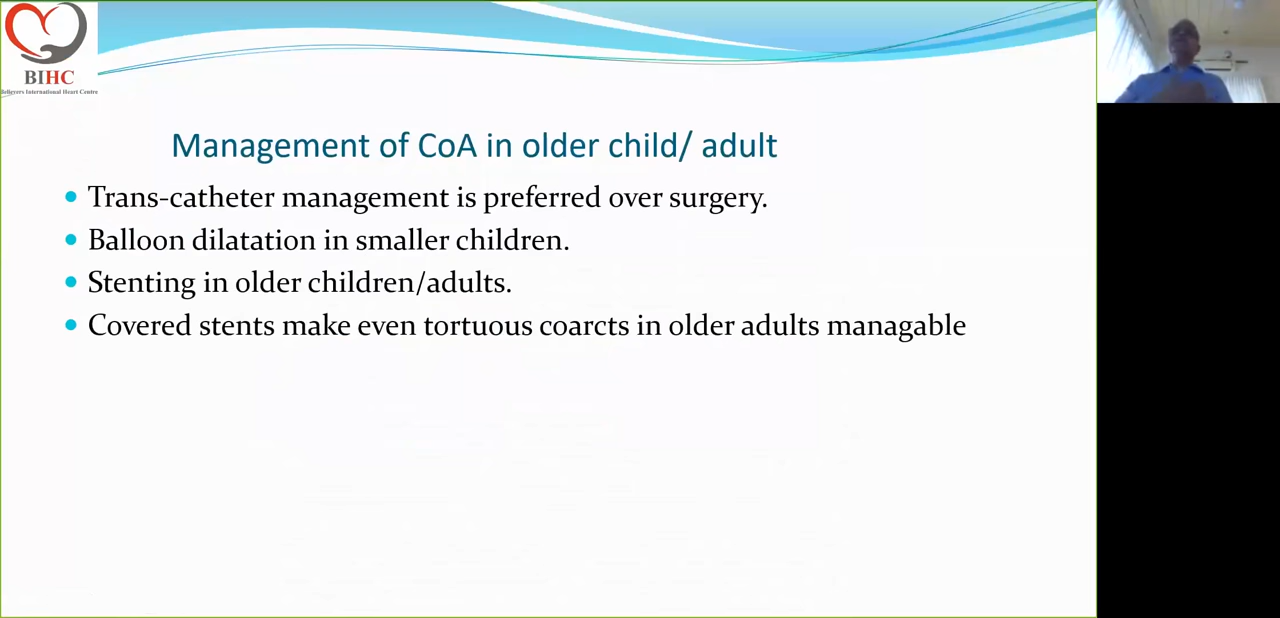 BIHC
Believers International Heart Centre
Management of CoA in older child/ adult
Trans-catheter management is preferred over surgery.
Balloon dilatation in smaller children.
Stenting in older children/adults.
Covered stents make even tortuous coarcts in older adults managable